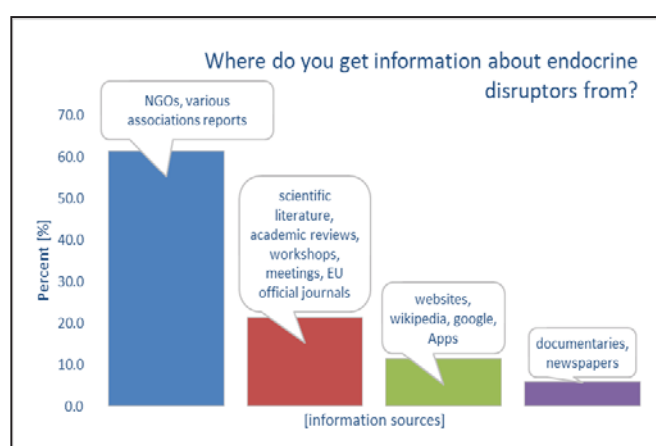 Where do you get information about endocrine
disruptors from?
NGOs, various
associations reports
70.0
60.0
50.0
40.0
30.0
20.0
10.0
0.0
Percent [%]
scientific
literature,
academic reviews,
workshops,
meetings, EU
official journals
websites,
wikipedia, google,
Apps
documentaries,
newspapers
[information sources]